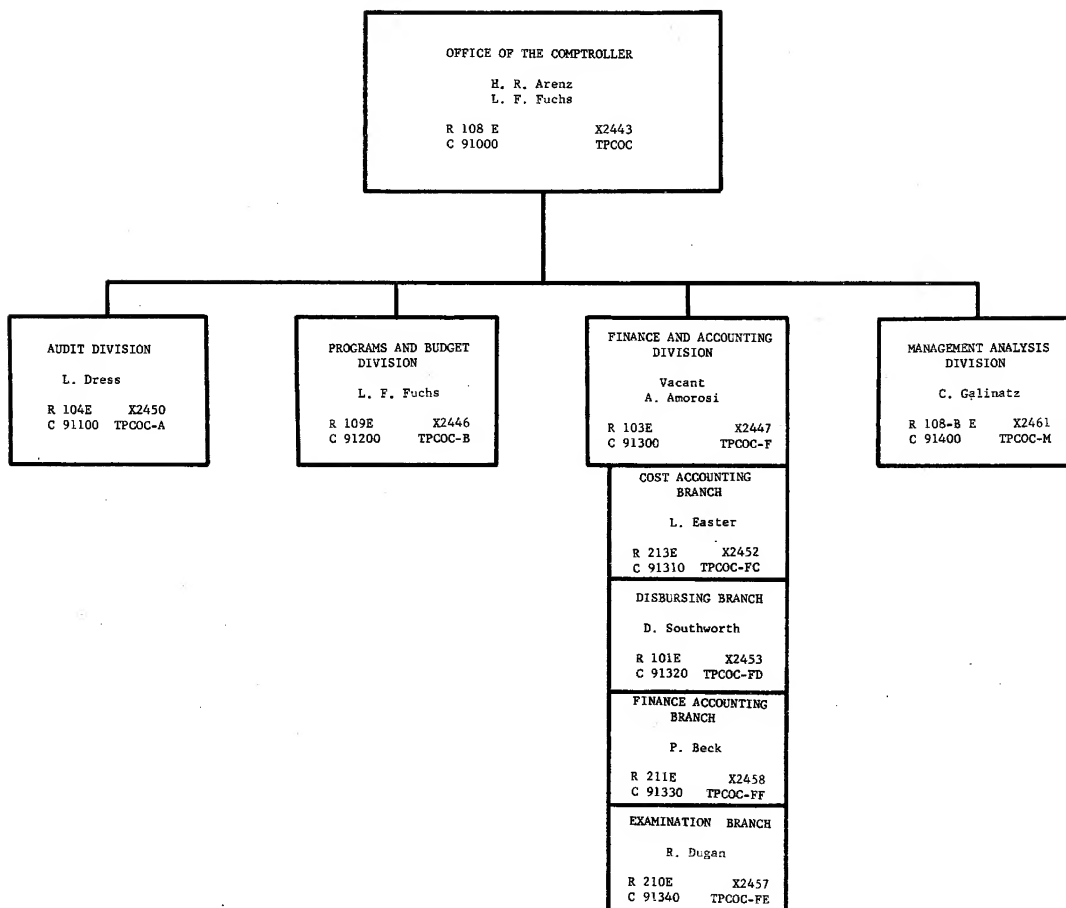 OFFICE OF THE COMPTROLLER
H. R. Arenz
L. F. Fuchs
R 108 E X2443
C 91000 TPCOC
AUDIT DIVISION
L. Dress
R 104E X2450
C 91100 TPCOC-A
PROGRAMS AND BUDGET
DIVISION
L. F. Fuchs
R 109E X2446
C 91200 TPCOC-B
FINANCE AND ACCOUNTING
DIVISION
Vacant
A. Amorosi
R 103E X2447
C 91300 TPCOC-F
COST ACCOUNTING
BRANCH
L. Easter
R 213E X2452
C 91310 TPCOC-FC
DISBURSING BRANCH
D. Southworth
R 101E X2453
C 91320 TPCOC-FD
FINANCE ACCOUNTING
BRANCH
P. Beck
R 211E X2458
C 91330 TPCOC-FF
EXAMINATION BRANCH
R. Dugan
R 210E X2457
C 91340 TPCOC-FE
MANAGEMENT ANALYSIS
DIVISION
C. Galinatz
R 108-B E X2461
C 91400 TPCOC-M